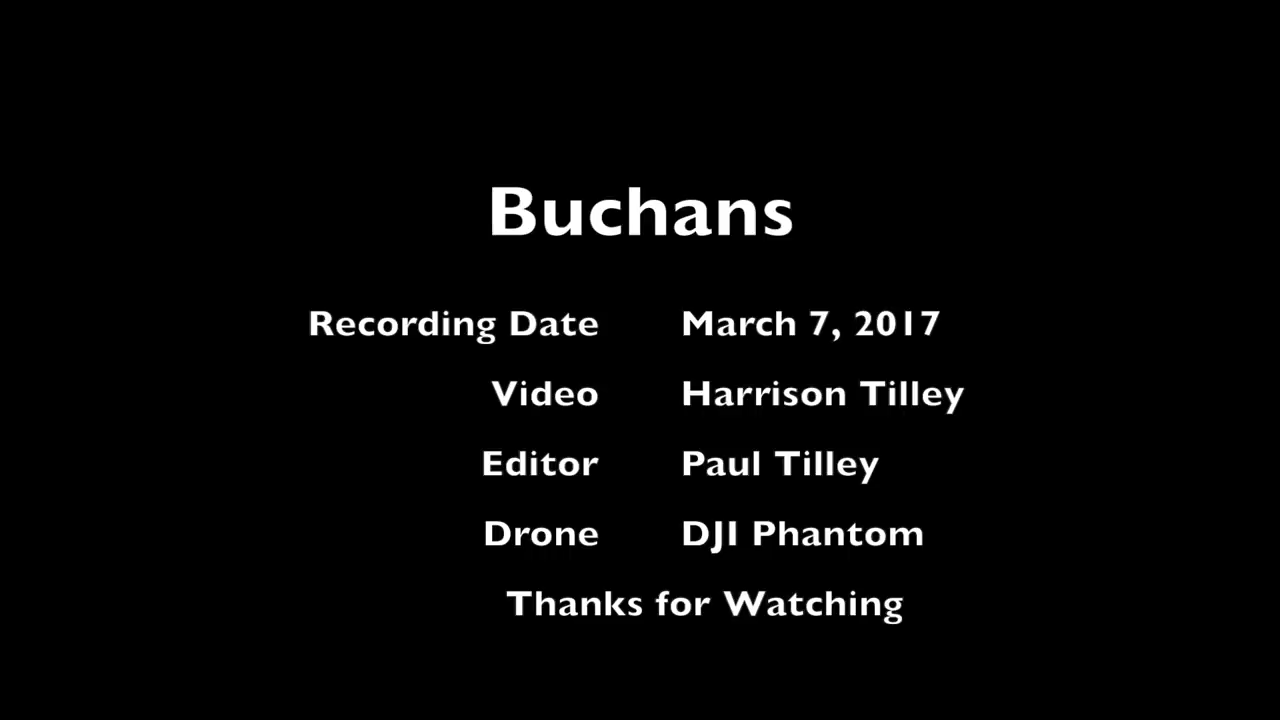 Buchans
Recording Date March 7, 2017
Video Harrison Tilley
Editor Paul Tilley
Drone DJI Phantom
Thanks for Watching